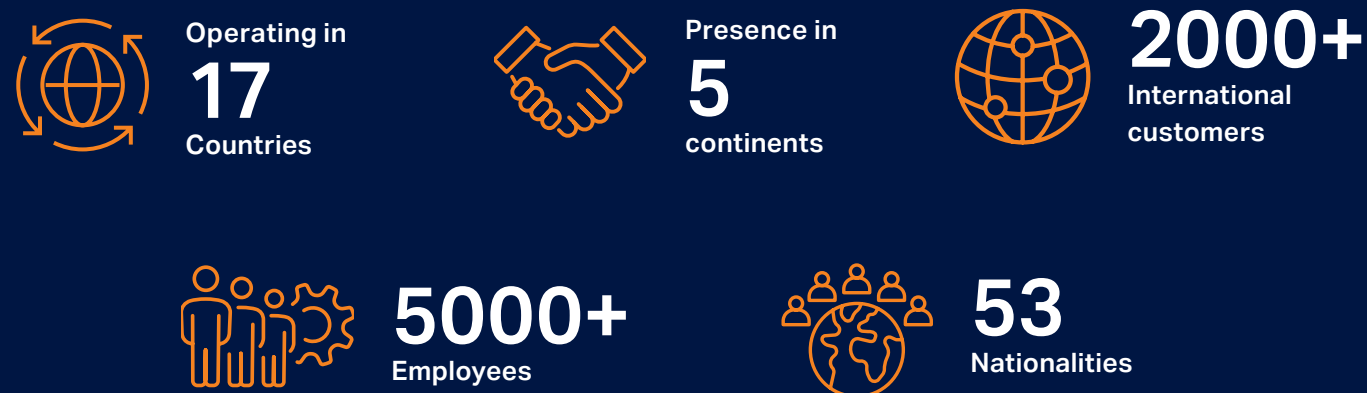 Operating in
17
Countries
Presence in
5
continents
2000+
International
customers
5000+
Employees
53
Nationalities